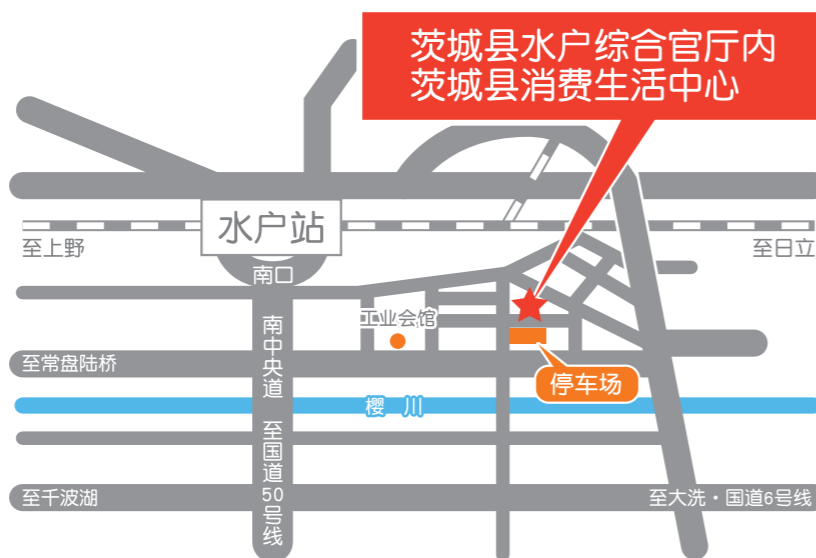 茨城县水户综合官厅内
茨城县消费生活中心
水户站
至上野
至日立
南口
工业会馆
南中央道
至国道50号线
至常盘陆桥
停车场
樱 川
至千波湖
至大洗・国道6号线